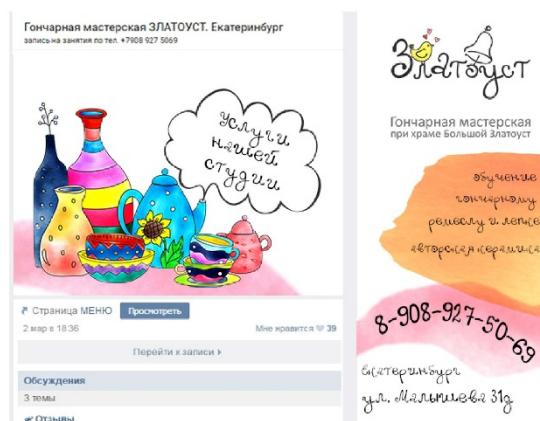 Гончарная мастерская ЗЛАТОУСТ. Екатеринбург
запись на занятия по тел. +7908 927 5069
услуги
нашей
студии
Страница МЕНЮ Просмотреть
2 мар в 18:36 Мне нравится 39
Перейти к записи
Обсуждения
3 темы
Отзывы
Златоуст
Гончарная мастерская
при храме Большой Златоуст
обучение
гончарному
ремеслу и лепке
авторская керамика
8-908-927-50-69
Екатеринбург
ул. Малышева 31д